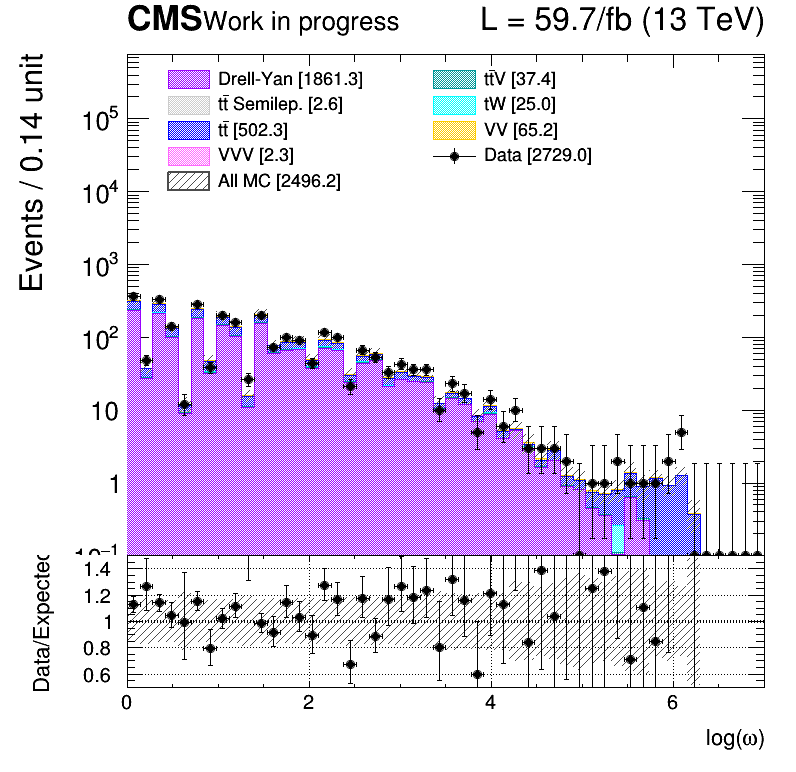 CMS Work in progress L = 59.7/fb (13 TeV)
Events / 0.14 unit
Drell-Yan [1861.3]
tt̄V [37.4]
tt̄ Semilep. [2.6]
tW [25.0]
tt̄ [502.3]
VV [65.2]
VVV [2.3]
Data [2729.0]
All MC [2496.2]
10⁵
10⁴
10³
10²
10
1
10⁻¹
Data/Expected
1.4
1.2
1
0.8
0.6
0 2 4 6
log(ω)